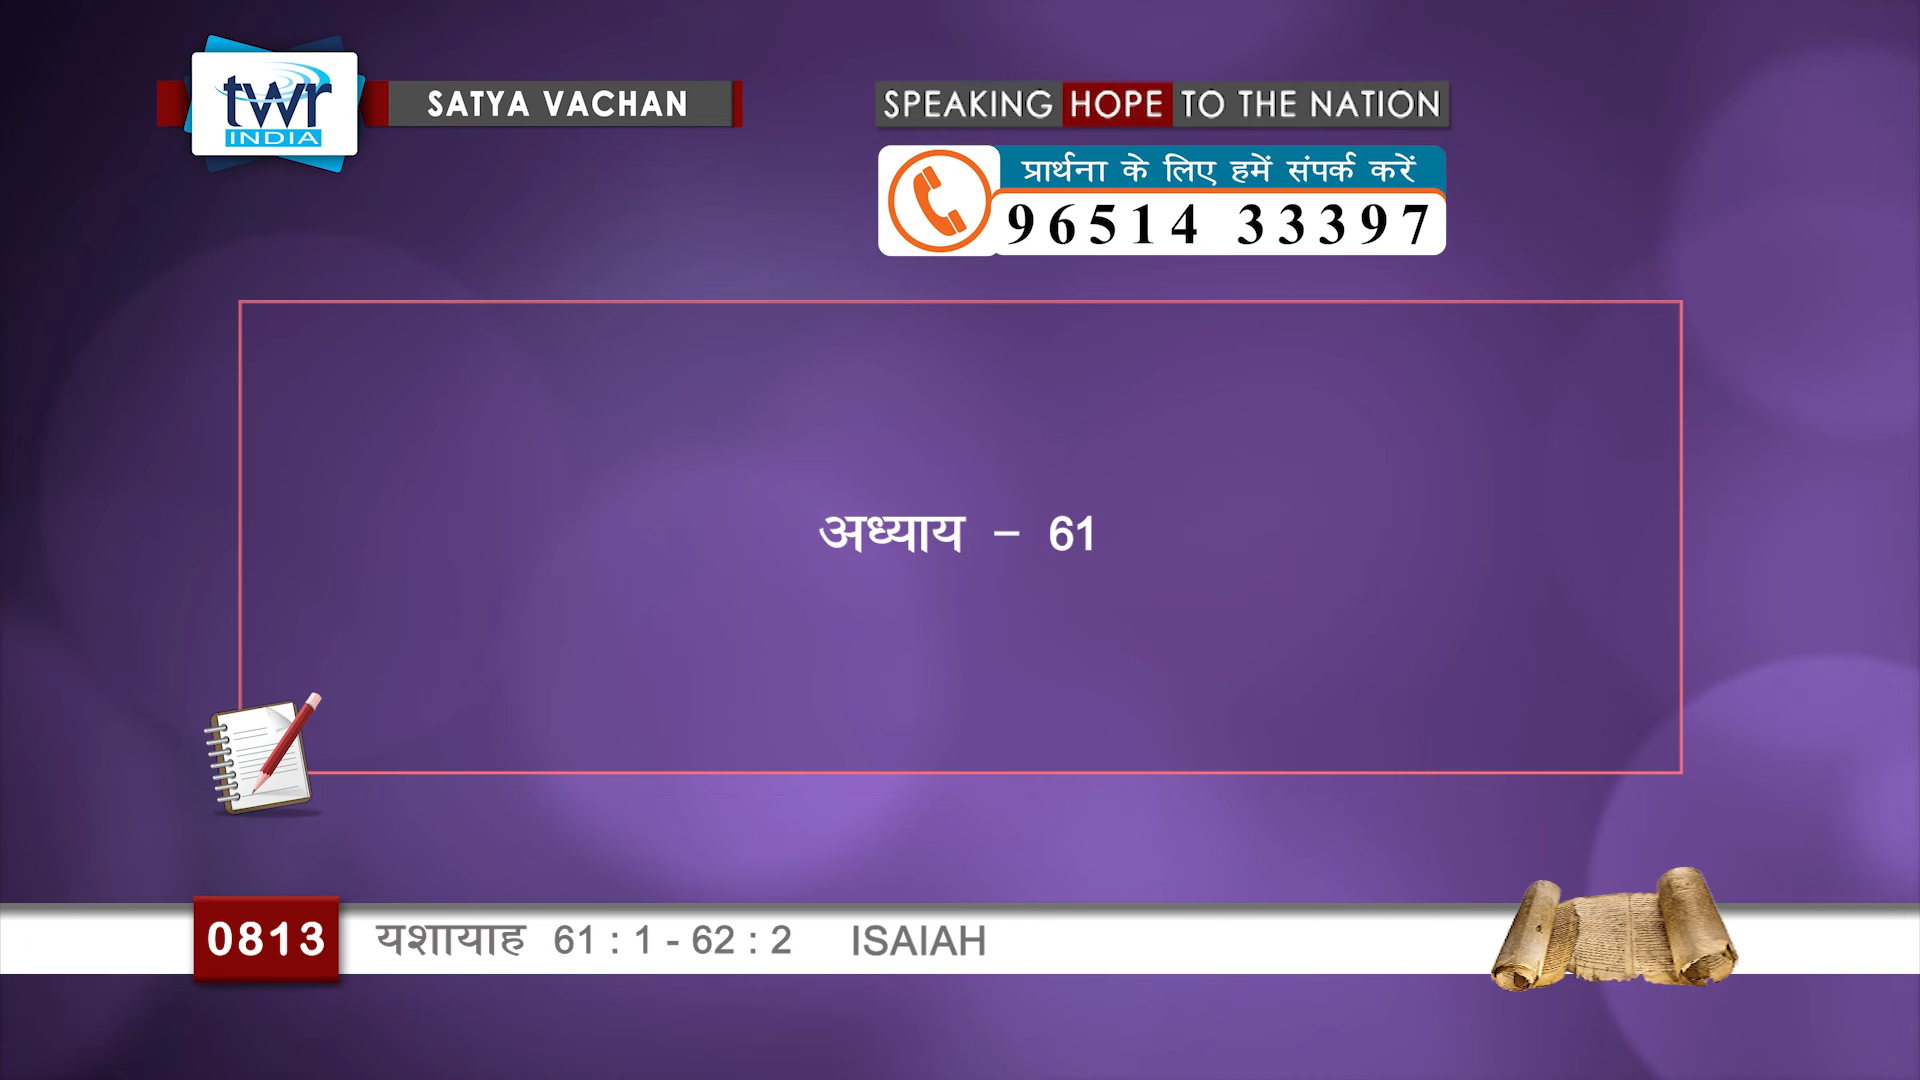 twr
INDIA
SATYA VACHAN
SPEAKING HOPE TO THE NATION
प्रार्थना के लिए हमें संपर्क करें
96514 33397
अध्याय - 61
0813
यशायाह 61 : 1 - 62 : 2 ISAIAH